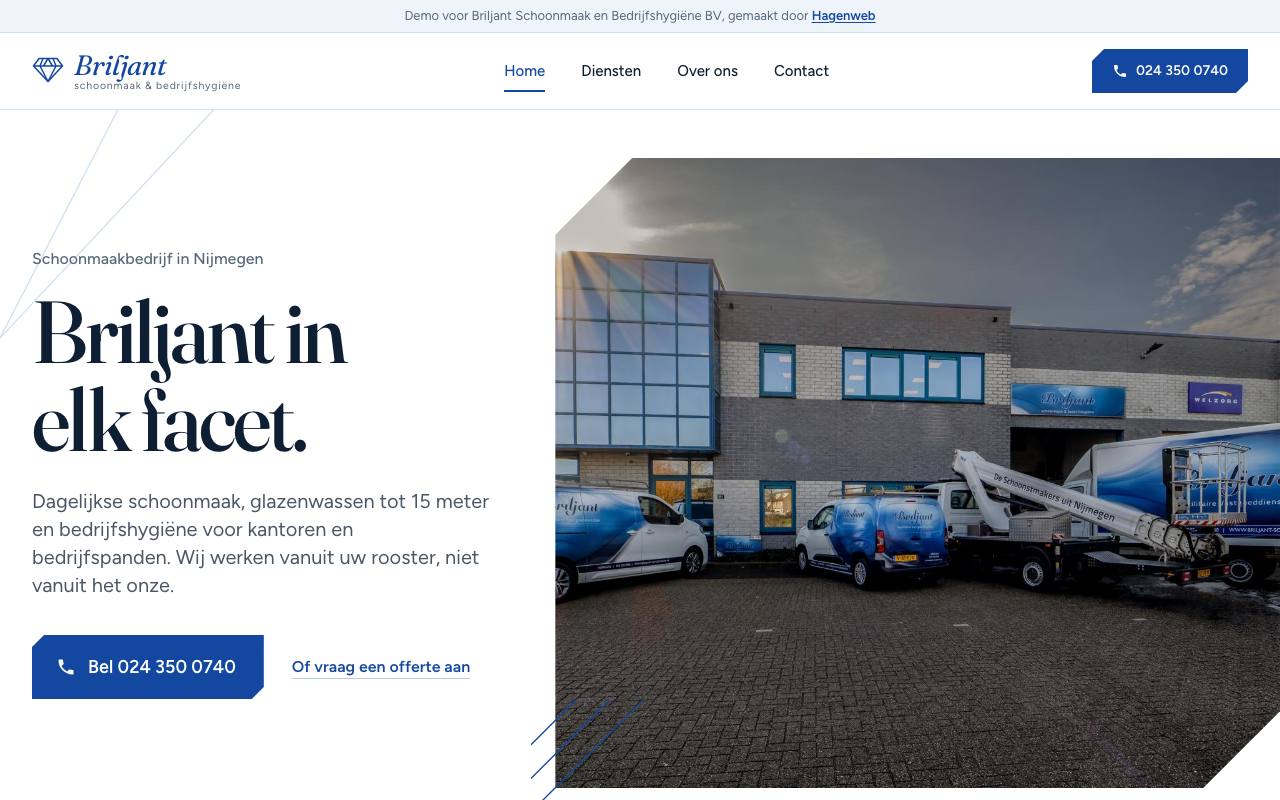 Demo voor Briljant Schoonmaak en Bedrijfshygiëne BV, gemaakt door Hagenweb
Briljant
schoonmaak & bedrijfshygiëne
Home
Diensten
Over ons
Contact
024 350 0740
Schoonmaakbedrijf in Nijmegen
Briljant in
elk facet.
Dagelijkse schoonmaak, glazenwassen tot 15 meter
en bedrijfshygiëne voor kantoren en
bedrijfspanden. Wij werken vanuit uw rooster, niet
vanuit het onze.
Bel 024 350 0740
Of vraag een offerte aan
Briljant
WELZORG
De Schoonstmakers uit Nijmegen
Briljant